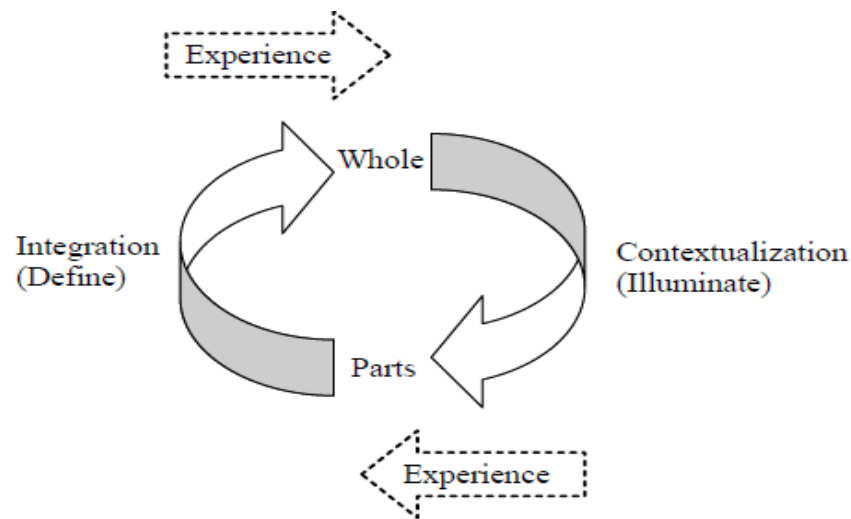 Experience
Whole
Integration
(Define)
Contextualization
(Illuminate)
Parts
Experience